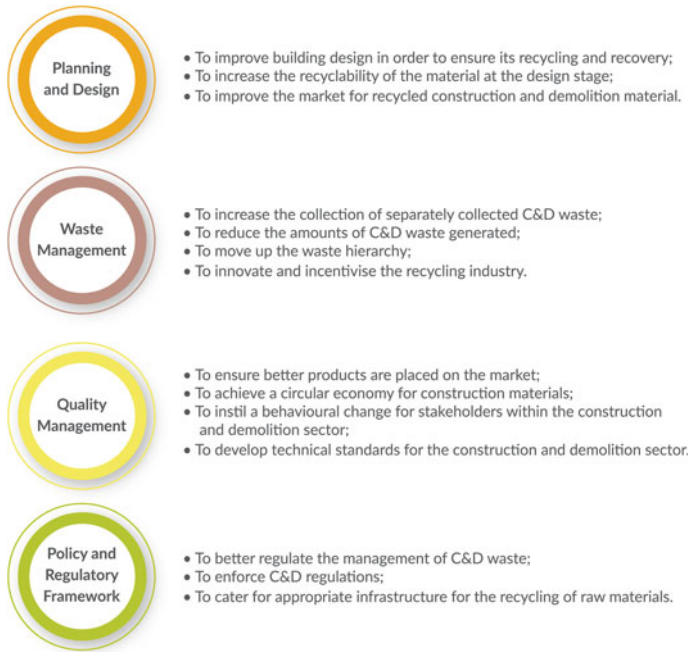 Planning
and Design
• To improve building design in order to ensure its recycling and recovery;
• To increase the recyclability of the material at the design stage;
• To improve the market for recycled construction and demolition material.
Waste
Management
• To increase the collection of separately collected C&D waste;
• To reduce the amounts of C&D waste generated;
• To move up the waste hierarchy;
• To innovate and incentivise the recycling industry.
Quality
Management
• To ensure better products are placed on the market;
• To achieve a circular economy for construction materials;
• To instil a behavioural change for stakeholders within the construction
and demolition sector;
• To develop technical standards for the construction and demolition sector.
Policy and
Regulatory
Framework
• To better regulate the management of C&D waste;
• To enforce C&D regulations;
• To cater for appropriate infrastructure for the recycling of raw materials.